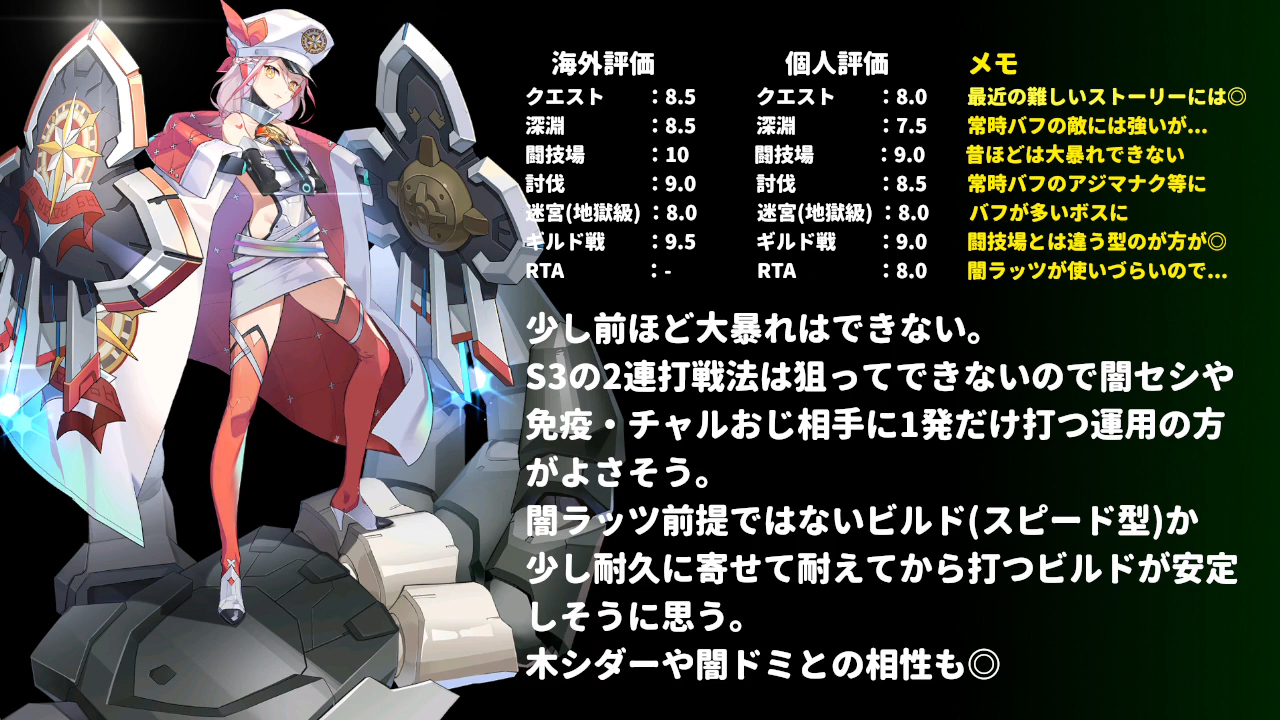 海外評価 個人評価 メモ
クエスト ：8.5 クエスト ：8.0 最近の難しいストーリーには◎
深淵 ：8.5 深淵 ：7.5 常時バフの敵には強いが...
闘技場 ：10 闘技場 ：9.0 昔ほどは大暴れできない
討伐 ：9.0 討伐 ：8.5 常時バフのアジマナク等に
迷宮(地獄級) ：8.0 迷宮(地獄級) ：8.0 バフが多いボスに
ギルド戦 ：9.5 ギルド戦 ：9.0 闘技場とは違う型のが方が◎
RTA ：- RTA ：8.0 闇ラッツが使いづらいので...
少し前ほど大暴れはできない。
S3の2連打戦法は狙ってできないので闇セシや
免疫・チャルおじ相手に1発だけ打つ運用の方
がよさそう。
闇ラッツ前提ではないビルド(スピード型)か
少し耐久に寄せて耐えてから打つビルドが安定
しそうに思う。
木シダーや闇ドミとの相性も◎